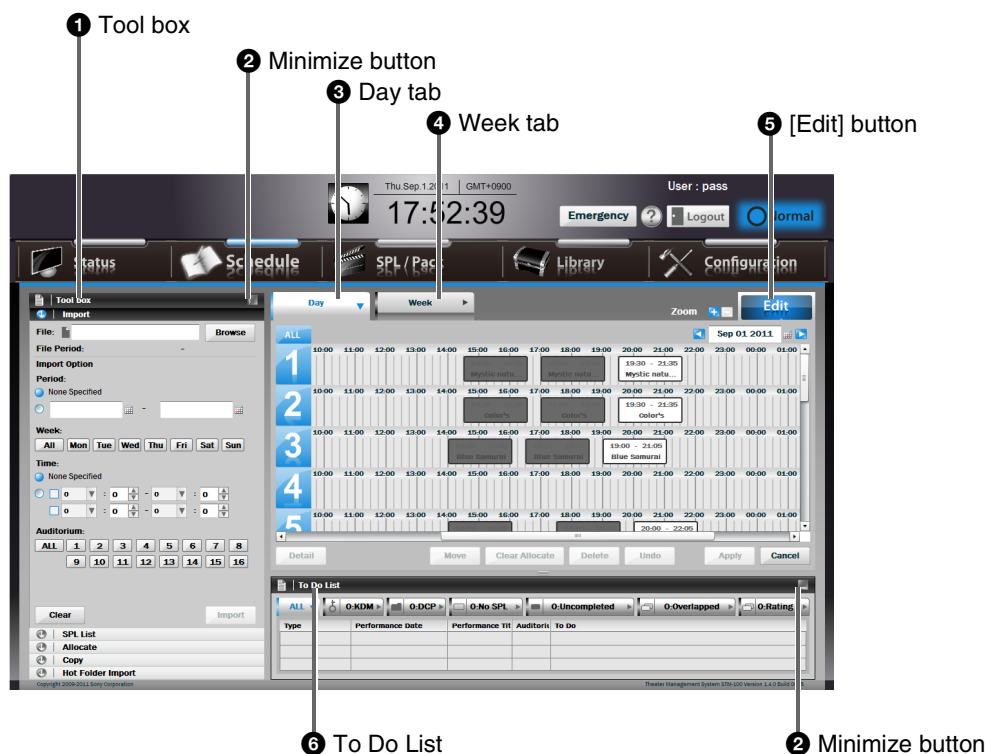 1 Tool box
2 Minimize button
3 Day tab
4 Week tab
5 [Edit] button
Thu.Sep.1.2011 GMT+0900
17:52:39
User : pass
Emergency ? Logout Normal
Status Schedule SPL / Pack Library Configuration
Tool box
Import
File: Browse
File Period: -
Import Option
Period:
None Specified
-
Week:
All Mon Tue Wed Thu Fri Sat Sun
Time:
None Specified
0 : 0 - 0 : 0
0 : 0 - 0 : 0
Auditorium:
ALL 1 2 3 4 5 6 7 8
9 10 11 12 13 14 15 16
Clear Import
SPL List
Allocate
Copy
Hot Folder Import
Day Week
Zoom Edit
ALL Sep 01 2011
10:00 11:00 12:00 13:00 14:00 15:00 16:00 17:00 18:00 19:00 20:00 21:00 22:00 23:00 00:00 01:00
1
19:30 - 21:35
Mystic natu... Mystic natu... Mystic natu...
10:00 11:00 12:00 13:00 14:00 15:00 16:00 17:00 18:00 19:00 20:00 21:00 22:00 23:00 00:00 01:00
2
19:30 - 21:35
Color's Color's Color's
10:00 11:00 12:00 13:00 14:00 15:00 16:00 17:00 18:00 19:00 20:00 21:00 22:00 23:00 00:00 01:00
3
19:00 - 21:05
Blue Samurai Blue Samurai Blue Samurai
10:00 11:00 12:00 13:00 14:00 15:00 16:00 17:00 18:00 19:00 20:00 21:00 22:00 23:00 00:00 01:00
4
10:00 11:00 12:00 13:00 14:00 15:00 16:00 17:00 18:00 19:00 20:00 21:00 22:00 23:00 00:00 01:00
5
20:00 - 22:05
Detail Move Clear Allocate Delete Undo Apply Cancel
To Do List
ALL 0:KDM 0:DCP 0:No SPL 0:Uncompleted 0:Overlapped 0:Rating
Type Performance Date Performance Tit Auditoriu To Do
Copyright 2009-2011 Sony Corporation
Theater Management System STM-100 Version 1.4.0 Build
6 To Do List
2 Minimize button